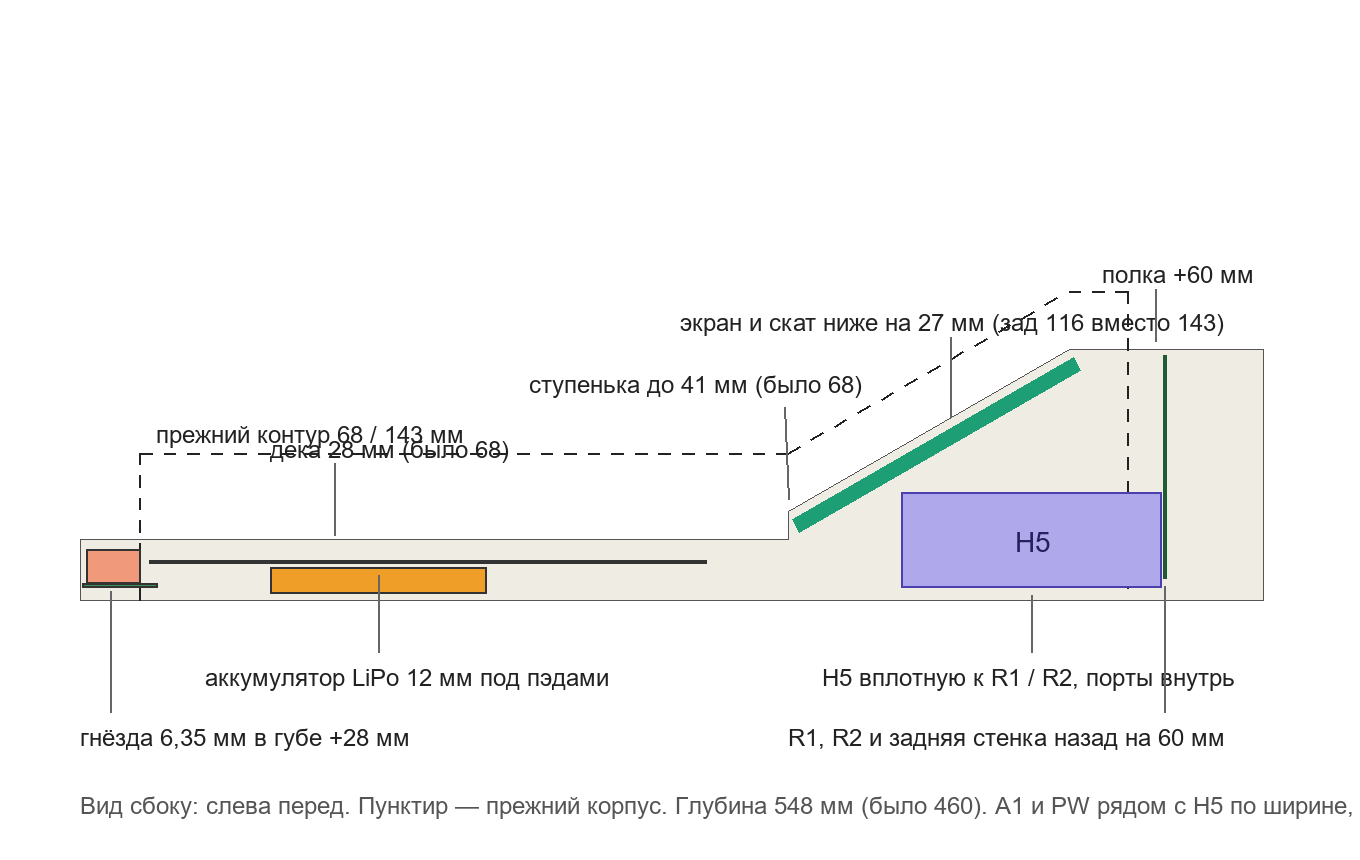 полка +60 мм
экран и скат ниже на 27 мм (зад 116 вместо 143)
ступенька до 41 мм (было 68)
прежний контур 68 / 143 мм
дека 28 мм (было 68)
H5
аккумулятор LiPo 12 мм под пэдами
H5 вплотную к R1 / R2, порты внутрь
гнёзда 6,35 мм в губе +28 мм
R1, R2 и задняя стенка назад на 60 мм
Вид сбоку: слева перед. Пунктир — прежний корпус. Глубина 548 мм (было 460). A1 и PW рядом с H5 по ширине,